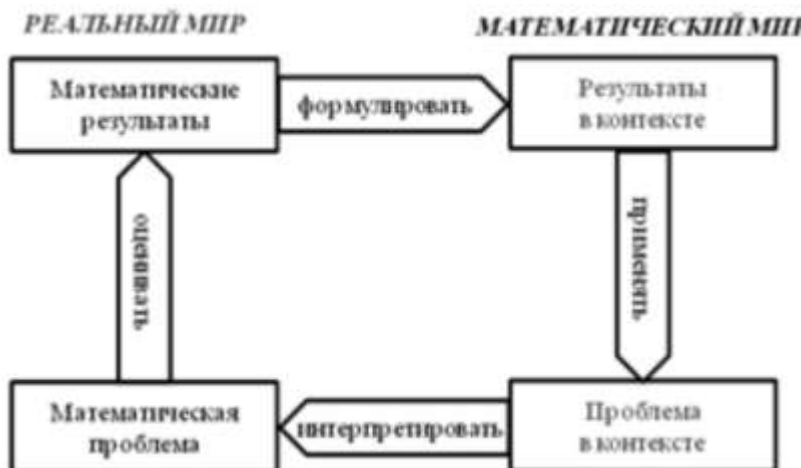 РЕАЛЬНЫЙ МИР
МАТЕМАТИЧЕСКИЙ МИР
Математические
результаты
формулировать
Результаты
в контексте
оценивать
применять
Математическая
проблема
интерпретировать
Проблема
в контексте